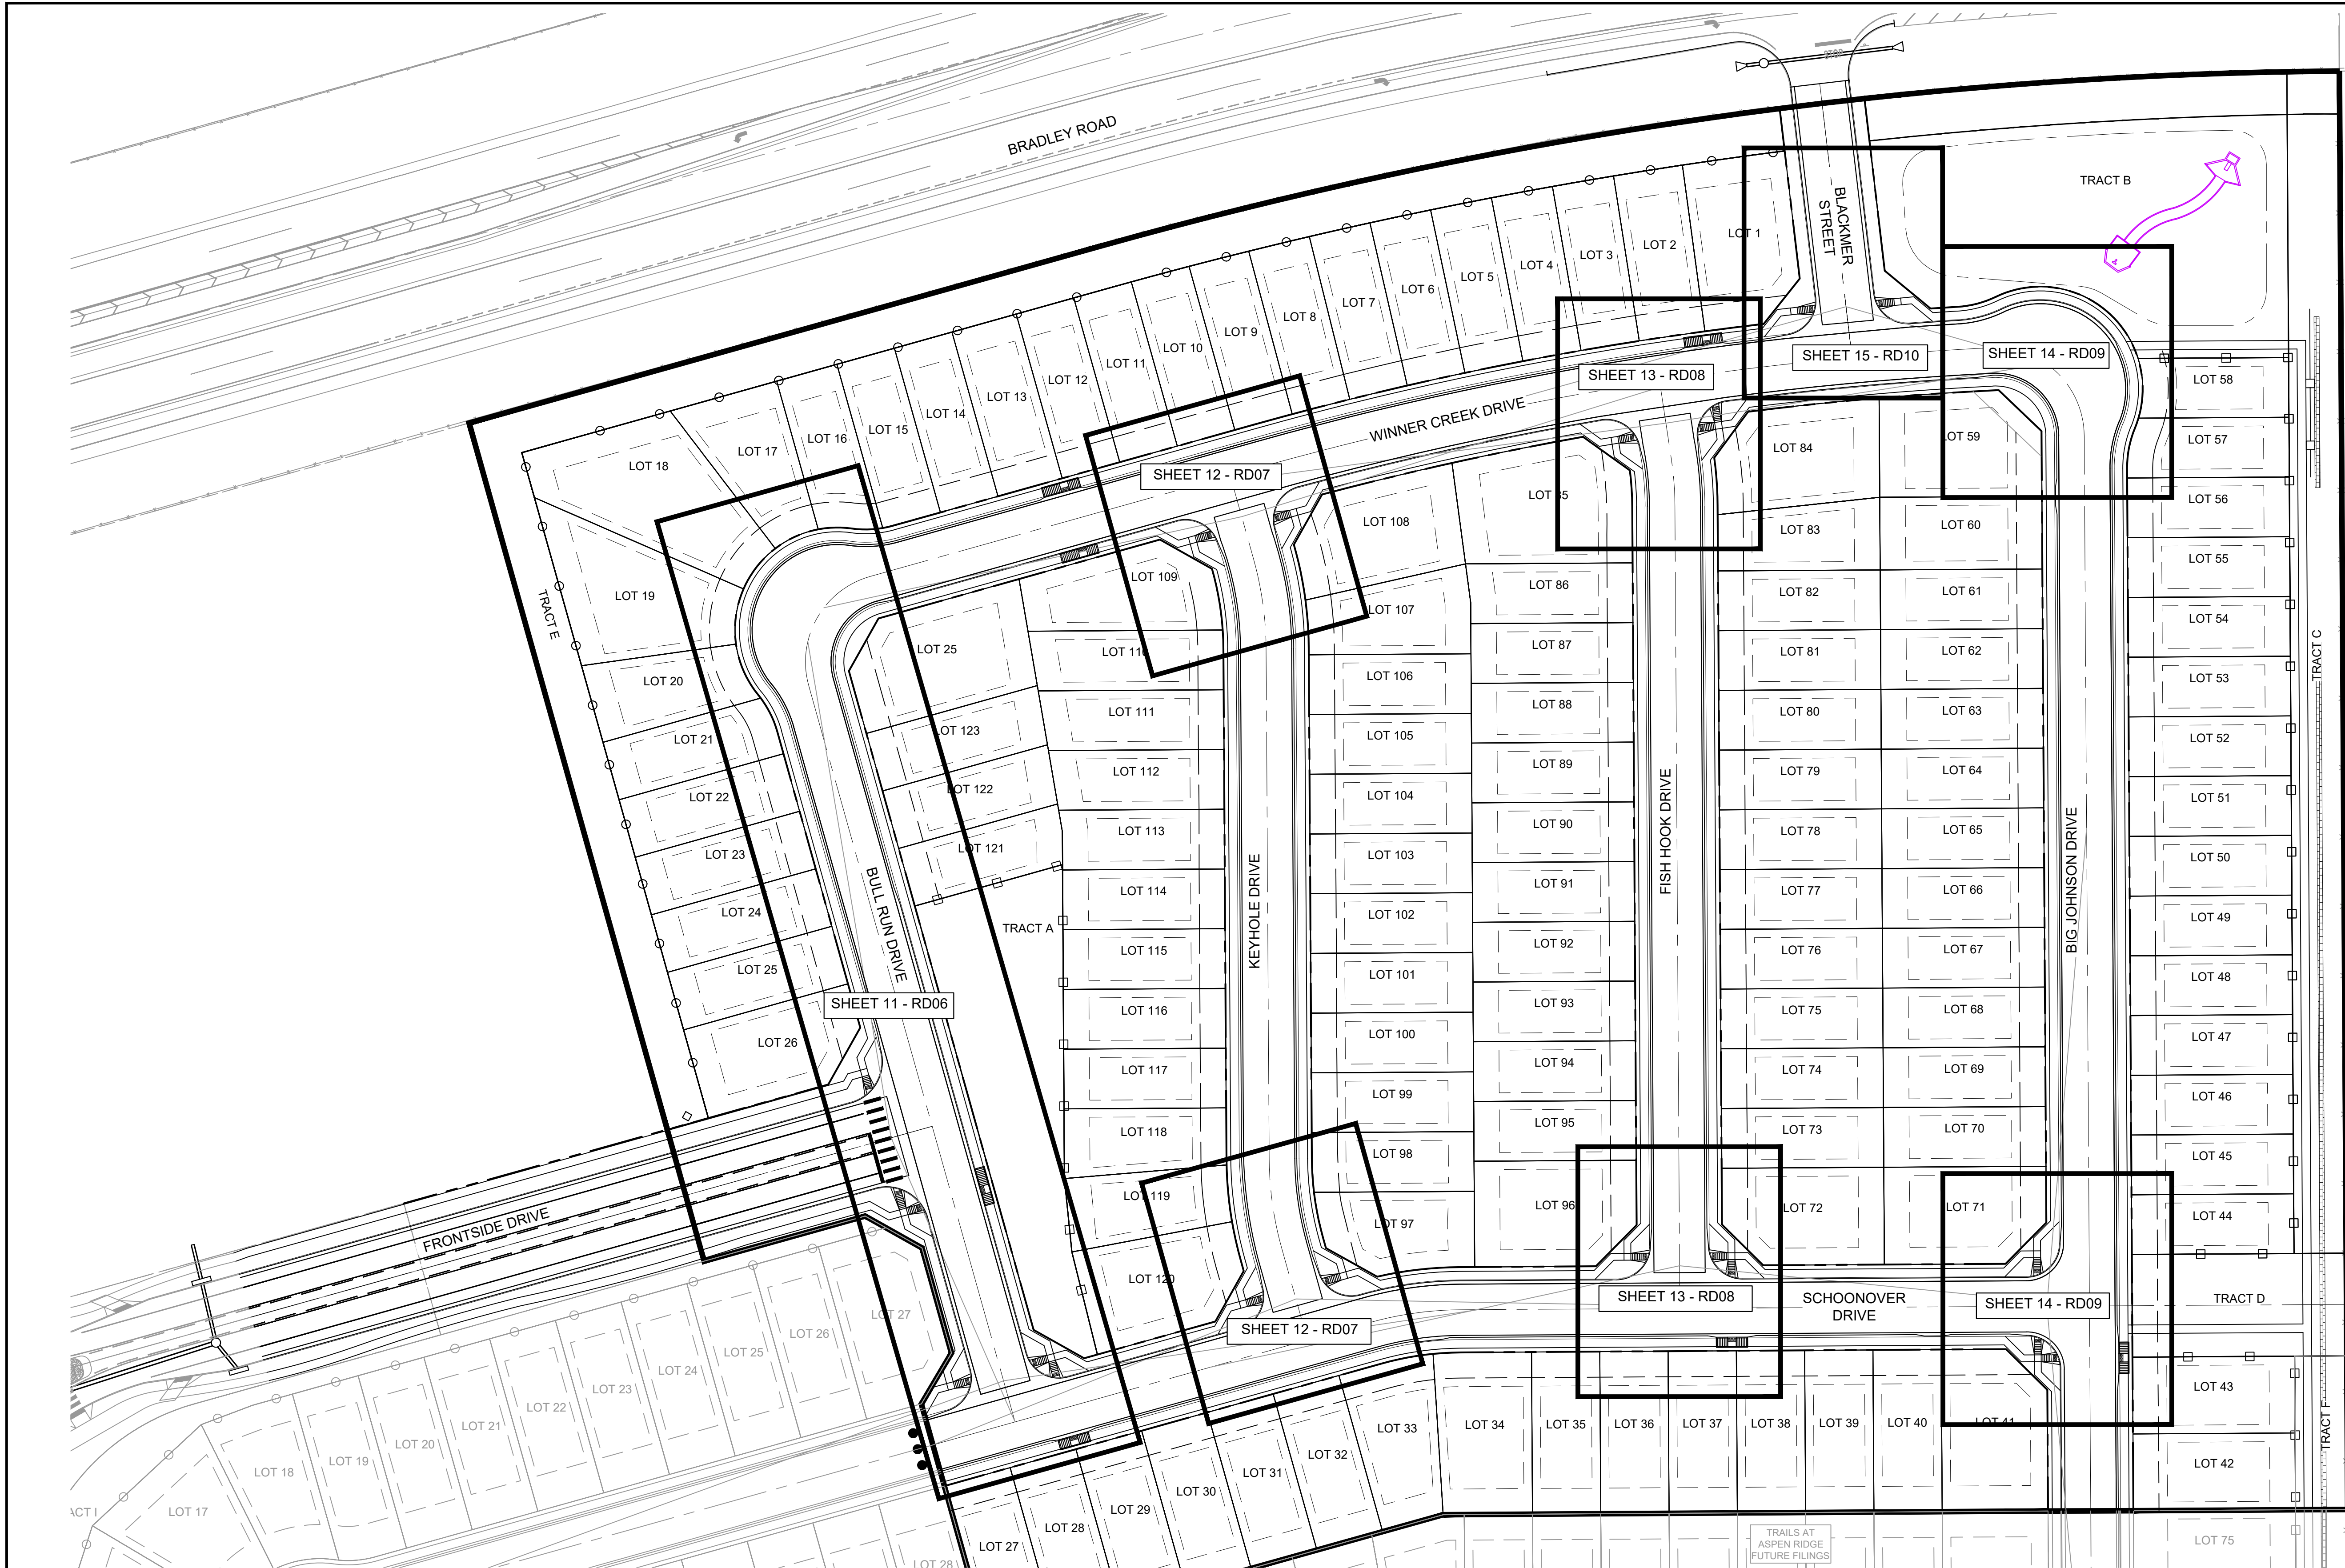 STOP
BRADLEY ROAD
TRACT B
BLACKMER
STREET
LOT 1
LOT 2
LOT 3
LOT 4
LOT 5
LOT 6
LOT 7
LOT 8
LOT 9
LOT 10
LOT 11
LOT 12
LOT 13
LOT 14
LOT 15
LOT 16
LOT 17
LOT 18
LOT 19
LOT 20
LOT 21
LOT 22
LOT 23
LOT 24
LOT 25
LOT 26
TRACT E
SHEET 15 - RD10
SHEET 14 - RD09
SHEET 13 - RD08
SHEET 12 - RD07
WINNER CREEK DRIVE
LOT 58
LOT 57
LOT 56
LOT 55
LOT 54
LOT 53
LOT 52
LOT 51
LOT 50
LOT 49
LOT 48
LOT 47
LOT 46
LOT 45
LOT 44
TRACT C
LOT 84
LOT 83
LOT 82
LOT 81
LOT 80
LOT 79
LOT 78
LOT 77
LOT 76
LOT 75
LOT 74
LOT 73
LOT 72
LOT 59
LOT 60
LOT 61
LOT 62
LOT 63
LOT 64
LOT 65
LOT 66
LOT 67
LOT 68
LOT 69
LOT 70
LOT 71
BIG JOHNSON DRIVE
FISH HOOK DRIVE
LOT 85
LOT 86
LOT 87
LOT 88
LOT 89
LOT 90
LOT 91
LOT 92
LOT 93
LOT 94
LOT 95
LOT 96
LOT 108
LOT 107
LOT 106
LOT 105
LOT 104
LOT 103
LOT 102
LOT 101
LOT 100
LOT 99
LOT 98
LOT 97
KEYHOLE DRIVE
LOT 109
LOT 110
LOT 111
LOT 112
LOT 113
LOT 114
LOT 115
LOT 116
LOT 117
LOT 118
LOT 119
LOT 120
LOT 25
LOT 123
LOT 122
LOT 121
TRACT A
BULL RUN DRIVE
SHEET 11 - RD06
FRONTSIDE DRIVE
SHEET 12 - RD07
SHEET 13 - RD08
SCHOONOVER
DRIVE
SHEET 14 - RD09
TRACT D
LOT 43
LOT 42
TRACT F
LOT 41
LOT 40
LOT 39
LOT 38
LOT 37
LOT 36
LOT 35
LOT 34
LOT 33
LOT 32
LOT 31
LOT 30
LOT 29
LOT 28
LOT 27
LOT 27
LOT 26
LOT 25
LOT 24
LOT 23
LOT 22
LOT 21
LOT 20
LOT 19
LOT 18
LOT 17
ACT I
LOT 28
TRAILS AT
ASPEN RIDGE
FUTURE FILINGS
LOT 75